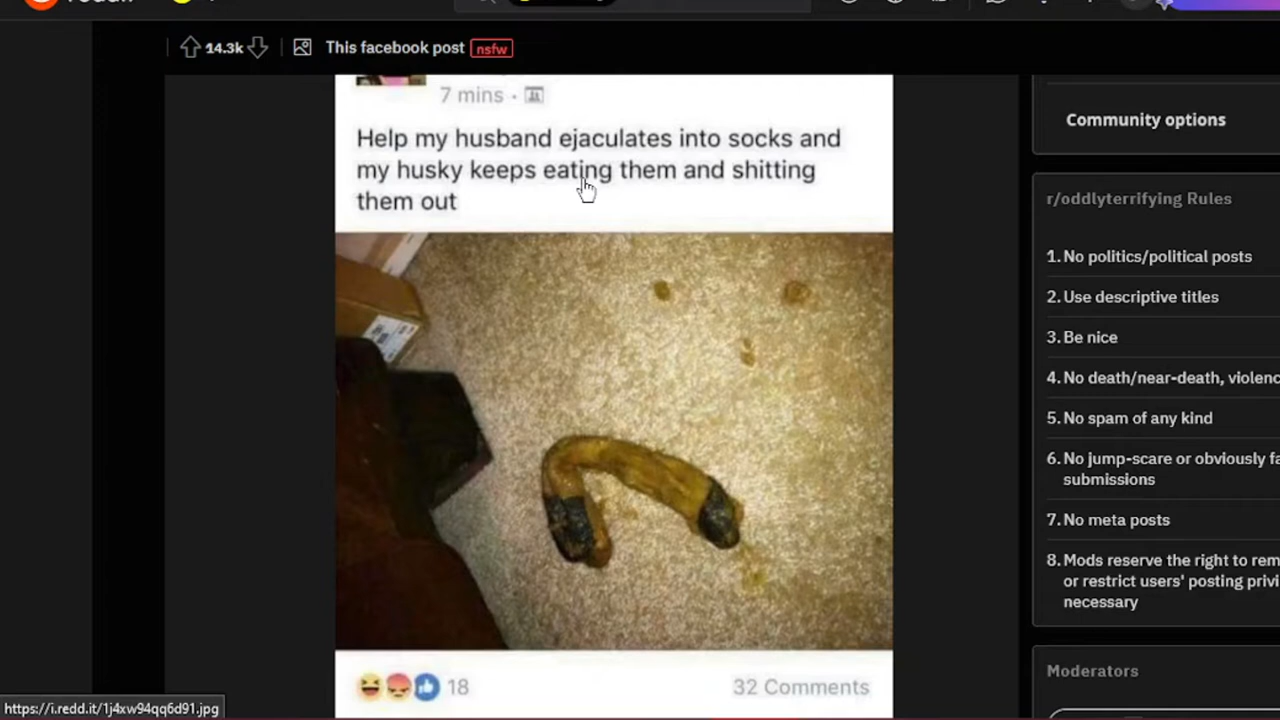 14.3k This facebook post nsfw
7 mins ·
Help my husband ejaculates into socks and
my husky keeps eating them and shitting
them out
18 32 Comments
Community options
r/oddlyterrifying Rules
1. No politics/political posts
2. Use descriptive titles
3. Be nice
4. No death/near-death, violenc
5. No spam of any kind
6. No jump-scare or obviously fa
submissions
7. No meta posts
8. Mods reserve the right to rem
or restrict users' posting privi
necessary
Moderators
https://i.redd.it/1j4xw94qq6d91.jpg